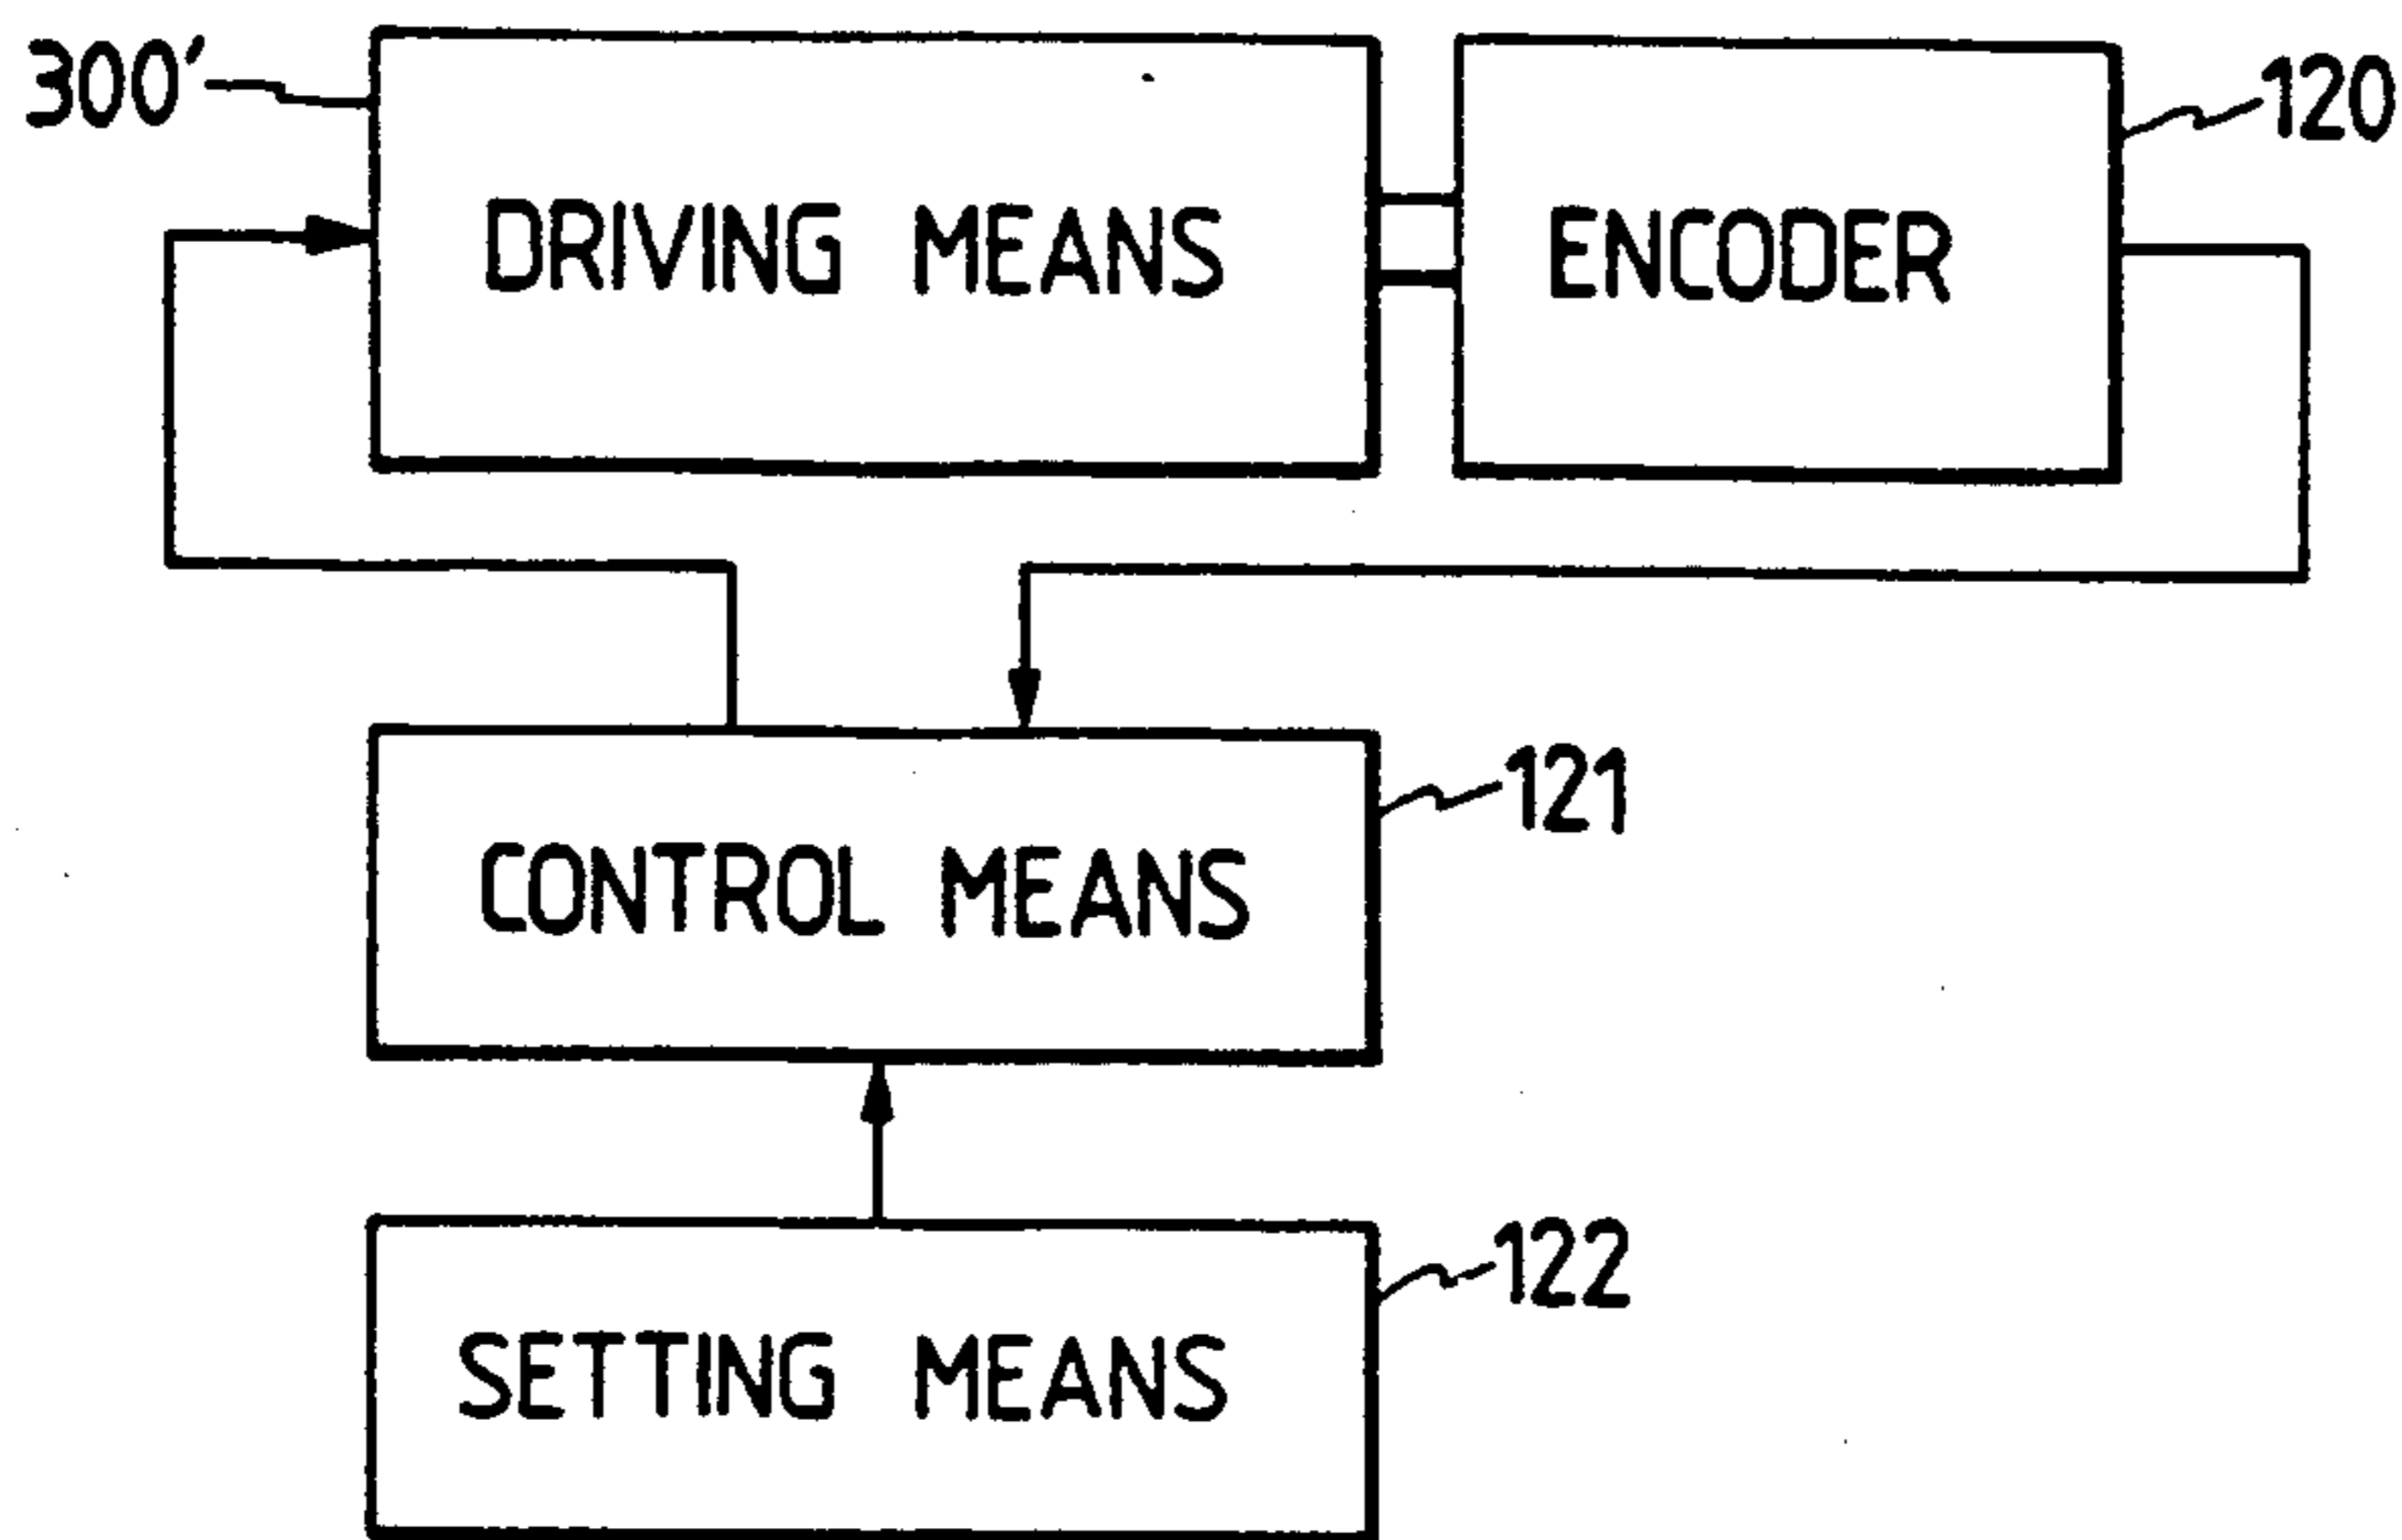 300′
DRIVING MEANS
ENCODER
120
CONTROL MEANS
121
SETTING MEANS
122